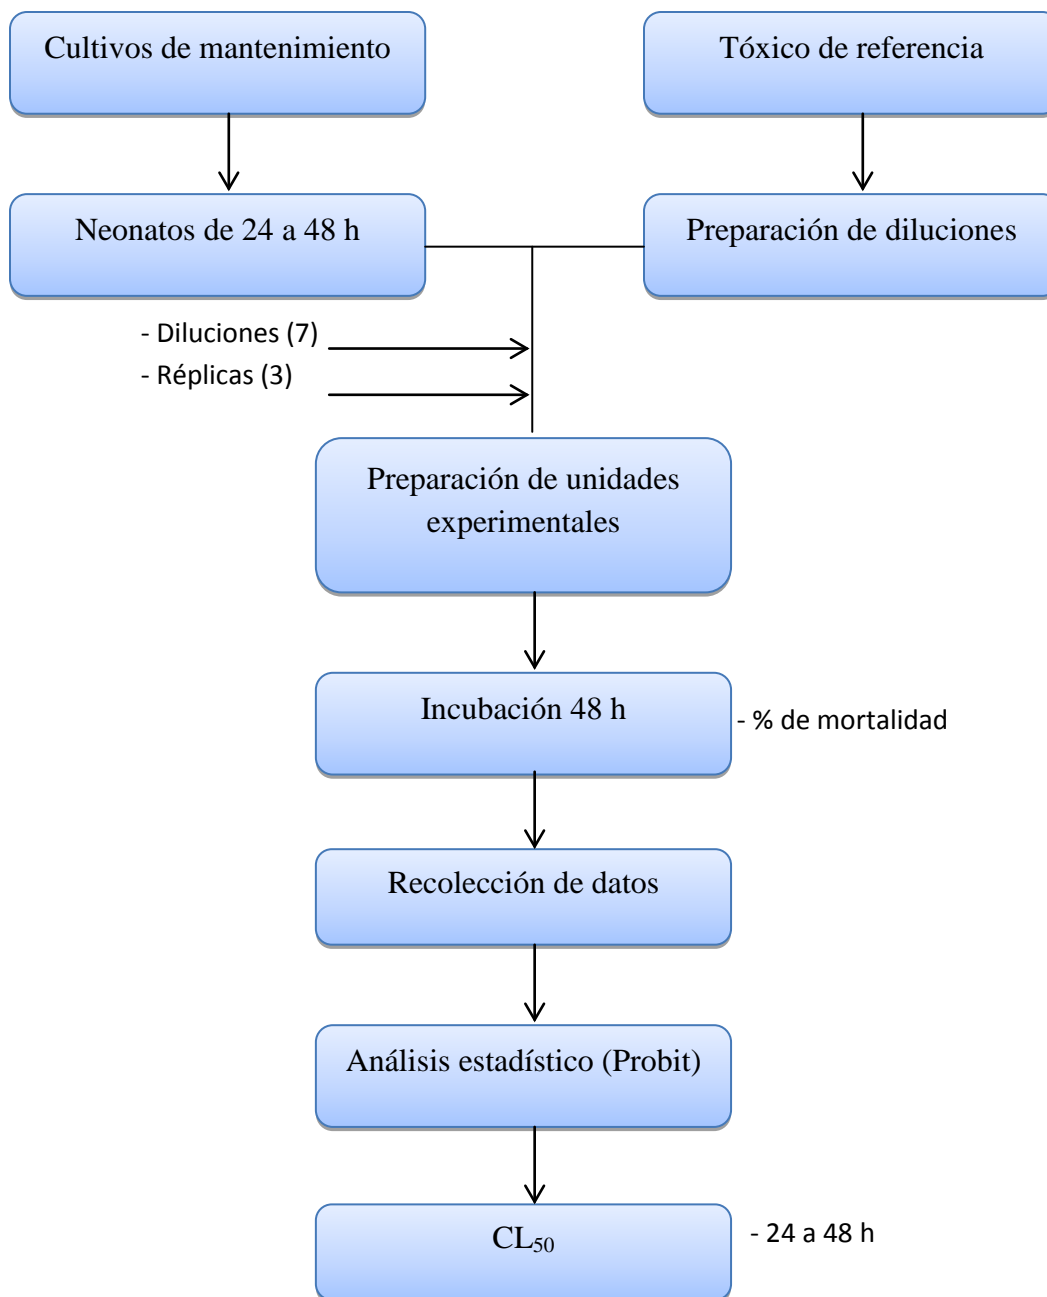 Cultivos de mantenimiento
Tóxico de referencia
Neonatos de 24 a 48 h
Preparación de diluciones
- Diluciones (7)
- Réplicas (3)
Preparación de unidades
experimentales
Incubación 48 h
- % de mortalidad
Recolección de datos
Análisis estadístico (Probit)
CL₅₀
- 24 a 48 h